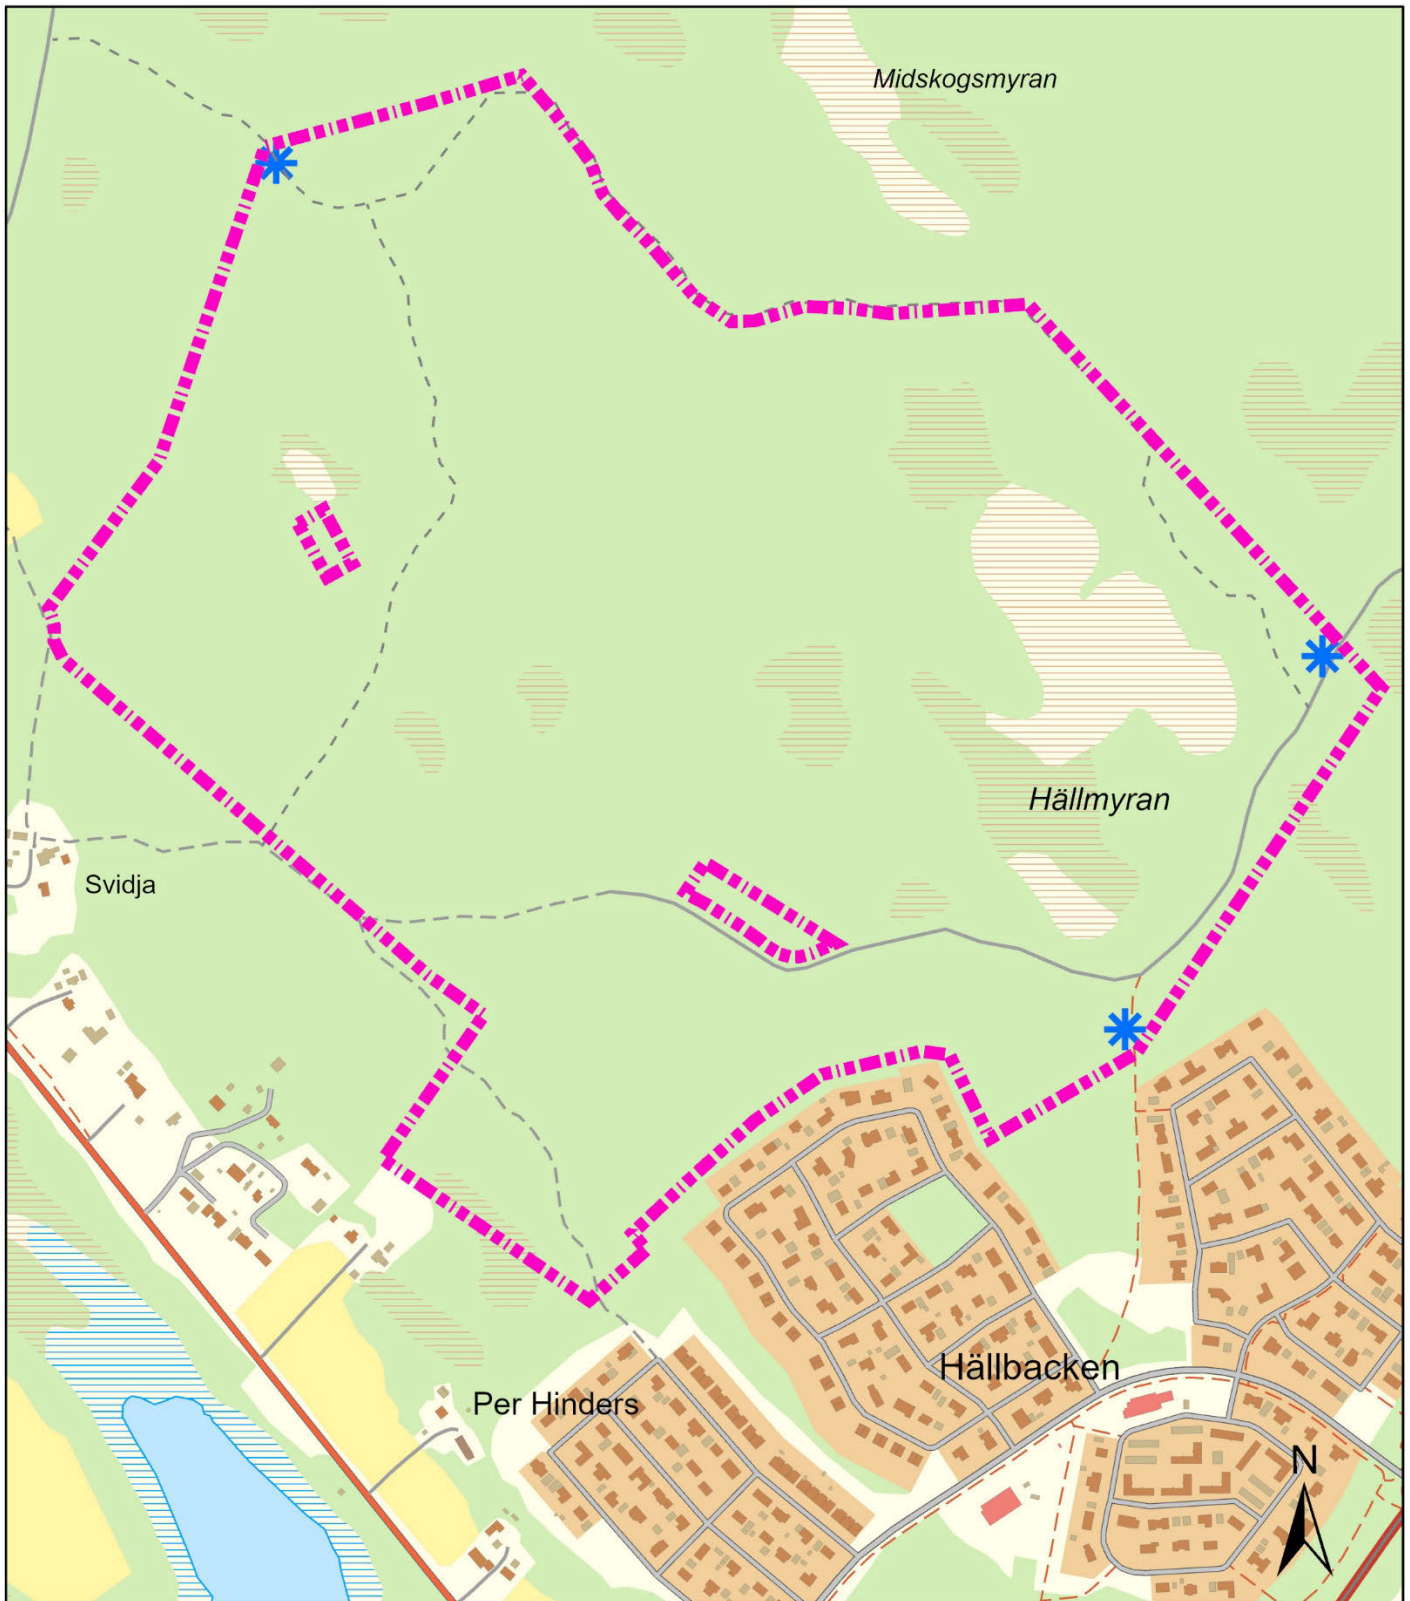 Midskogsmyran
Hällmyran
Svidja
Hällbacken
Per Hinders
N